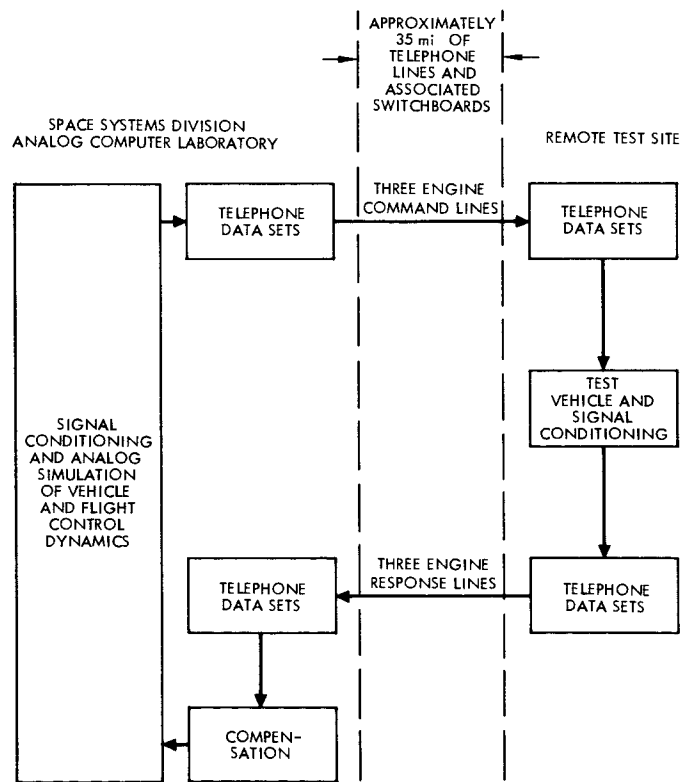 APPROXIMATELY
35 mi OF
TELEPHONE
LINES AND
ASSOCIATED
SWITCHBOARDS
SPACE SYSTEMS DIVISION
ANALOG COMPUTER LABORATORY
REMOTE TEST SITE
TELEPHONE
DATA SETS
THREE ENGINE
COMMAND LINES
TELEPHONE
DATA SETS
TEST
VEHICLE AND
SIGNAL
CONDITIONING
SIGNAL
CONDITIONING
AND ANALOG
SIMULATION
OF VEHICLE
AND FLIGHT
CONTROL
DYNAMICS
TELEPHONE
DATA SETS
THREE ENGINE
RESPONSE LINES
TELEPHONE
DATA SETS
COMPEN-
SATION